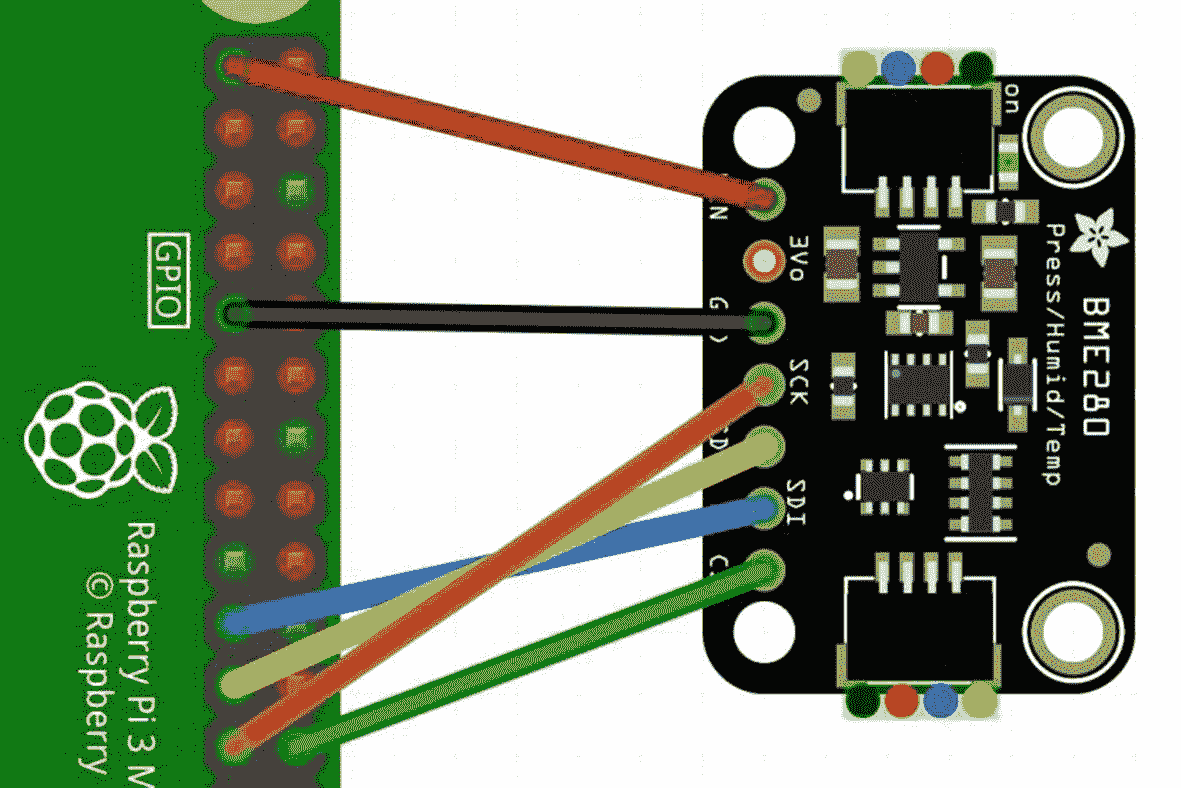 GPIO
Raspberry Pi 3 M
© Raspberry
on
3Vo
SCK
SDI
Press/Humid/Temp
BME280